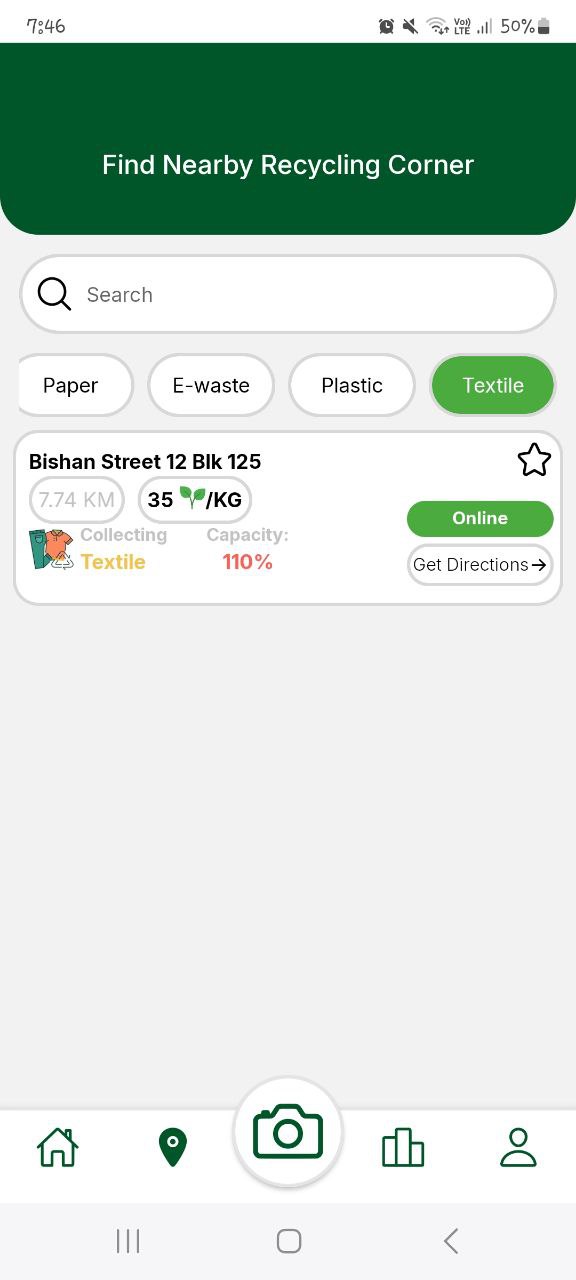 7:46 Vo) LTE 50%
Find Nearby Recycling Corner
Search
Paper E-waste Plastic Textile
Bishan Street 12 Blk 125
7.74 KM 35 /KG
Online
Collecting Capacity:
Textile 110%
Get Directions→